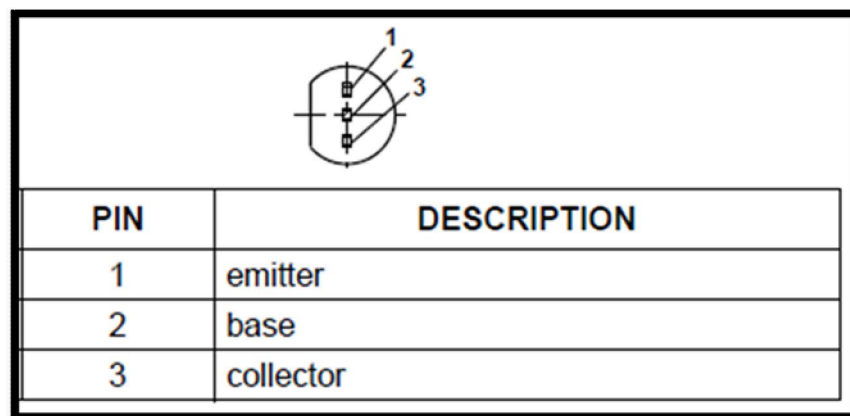 1
2
3
PIN DESCRIPTION
1 emitter
2 base
3 collector